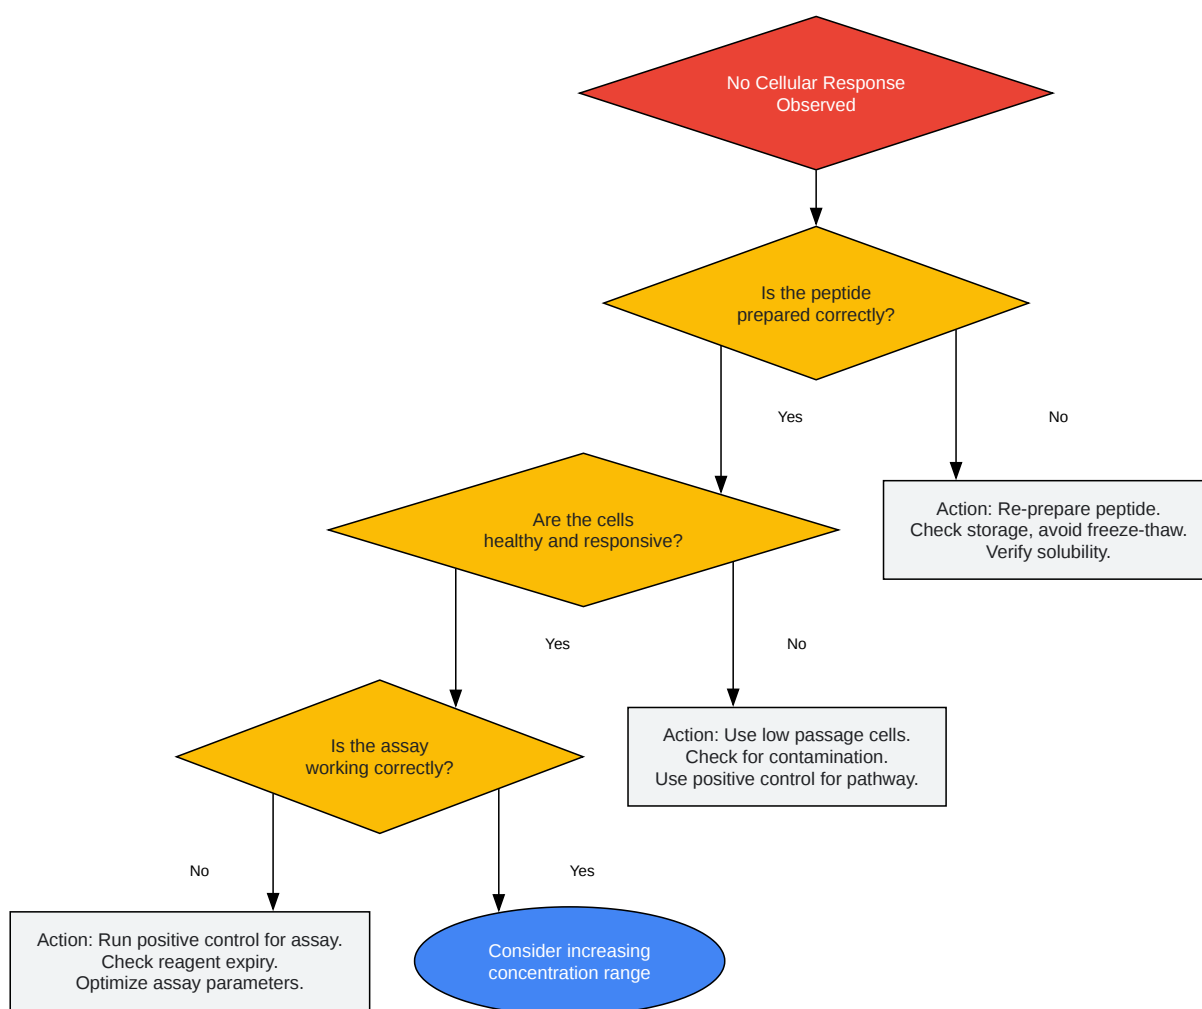 No Cellular Response
Observed
Is the peptide
prepared correctly?
Yes
No
Are the cells
healthy and responsive?
Action: Re-prepare peptide.
Check storage, avoid freeze-thaw.
Verify solubility.
Yes
No
Is the assay
working correctly?
Action: Use low passage cells.
Check for contamination.
Use positive control for pathway.
No
Yes
Action: Run positive control for assay.
Check reagent expiry.
Optimize assay parameters.
Consider increasing
concentration range